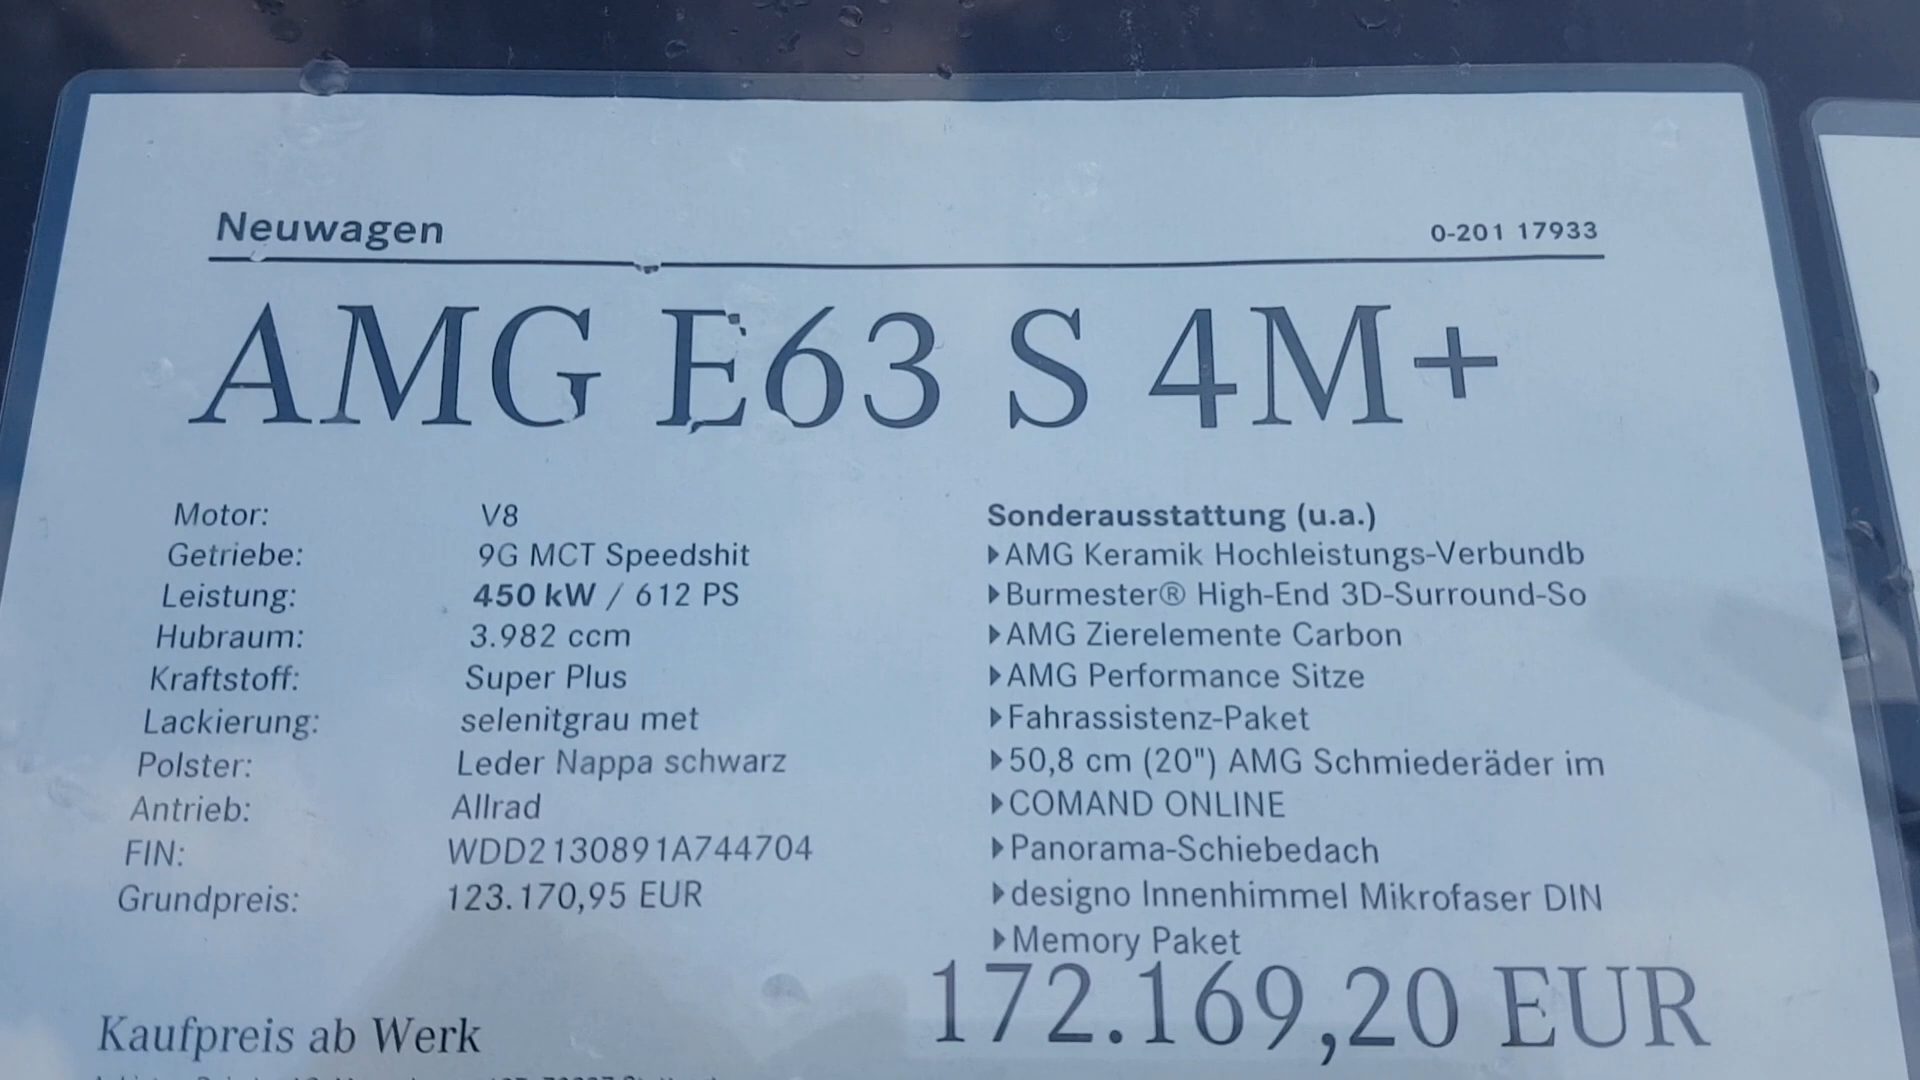 Neuwagen 0-201 17933
AMG E63 S 4M+
Motor: V8
Getriebe: 9G MCT Speedshit
Leistung: 450 kW / 612 PS
Hubraum: 3.982 ccm
Kraftstoff: Super Plus
Lackierung: selenitgrau met
Polster: Leder Nappa schwarz
Antrieb: Allrad
FIN: WDD2130891A744704
Grundpreis: 123.170,95 EUR
Sonderausstattung (u.a.)
AMG Keramik Hochleistungs-Verbundb
Burmester® High-End 3D-Surround-So
AMG Zierelemente Carbon
AMG Performance Sitze
Fahrassistenz-Paket
50,8 cm (20") AMG Schmiederäder im
COMAND ONLINE
Panorama-Schiebedach
designo Innenhimmel Mikrofaser DIN
Memory Paket
Kaufpreis ab Werk 172.169,20 EUR